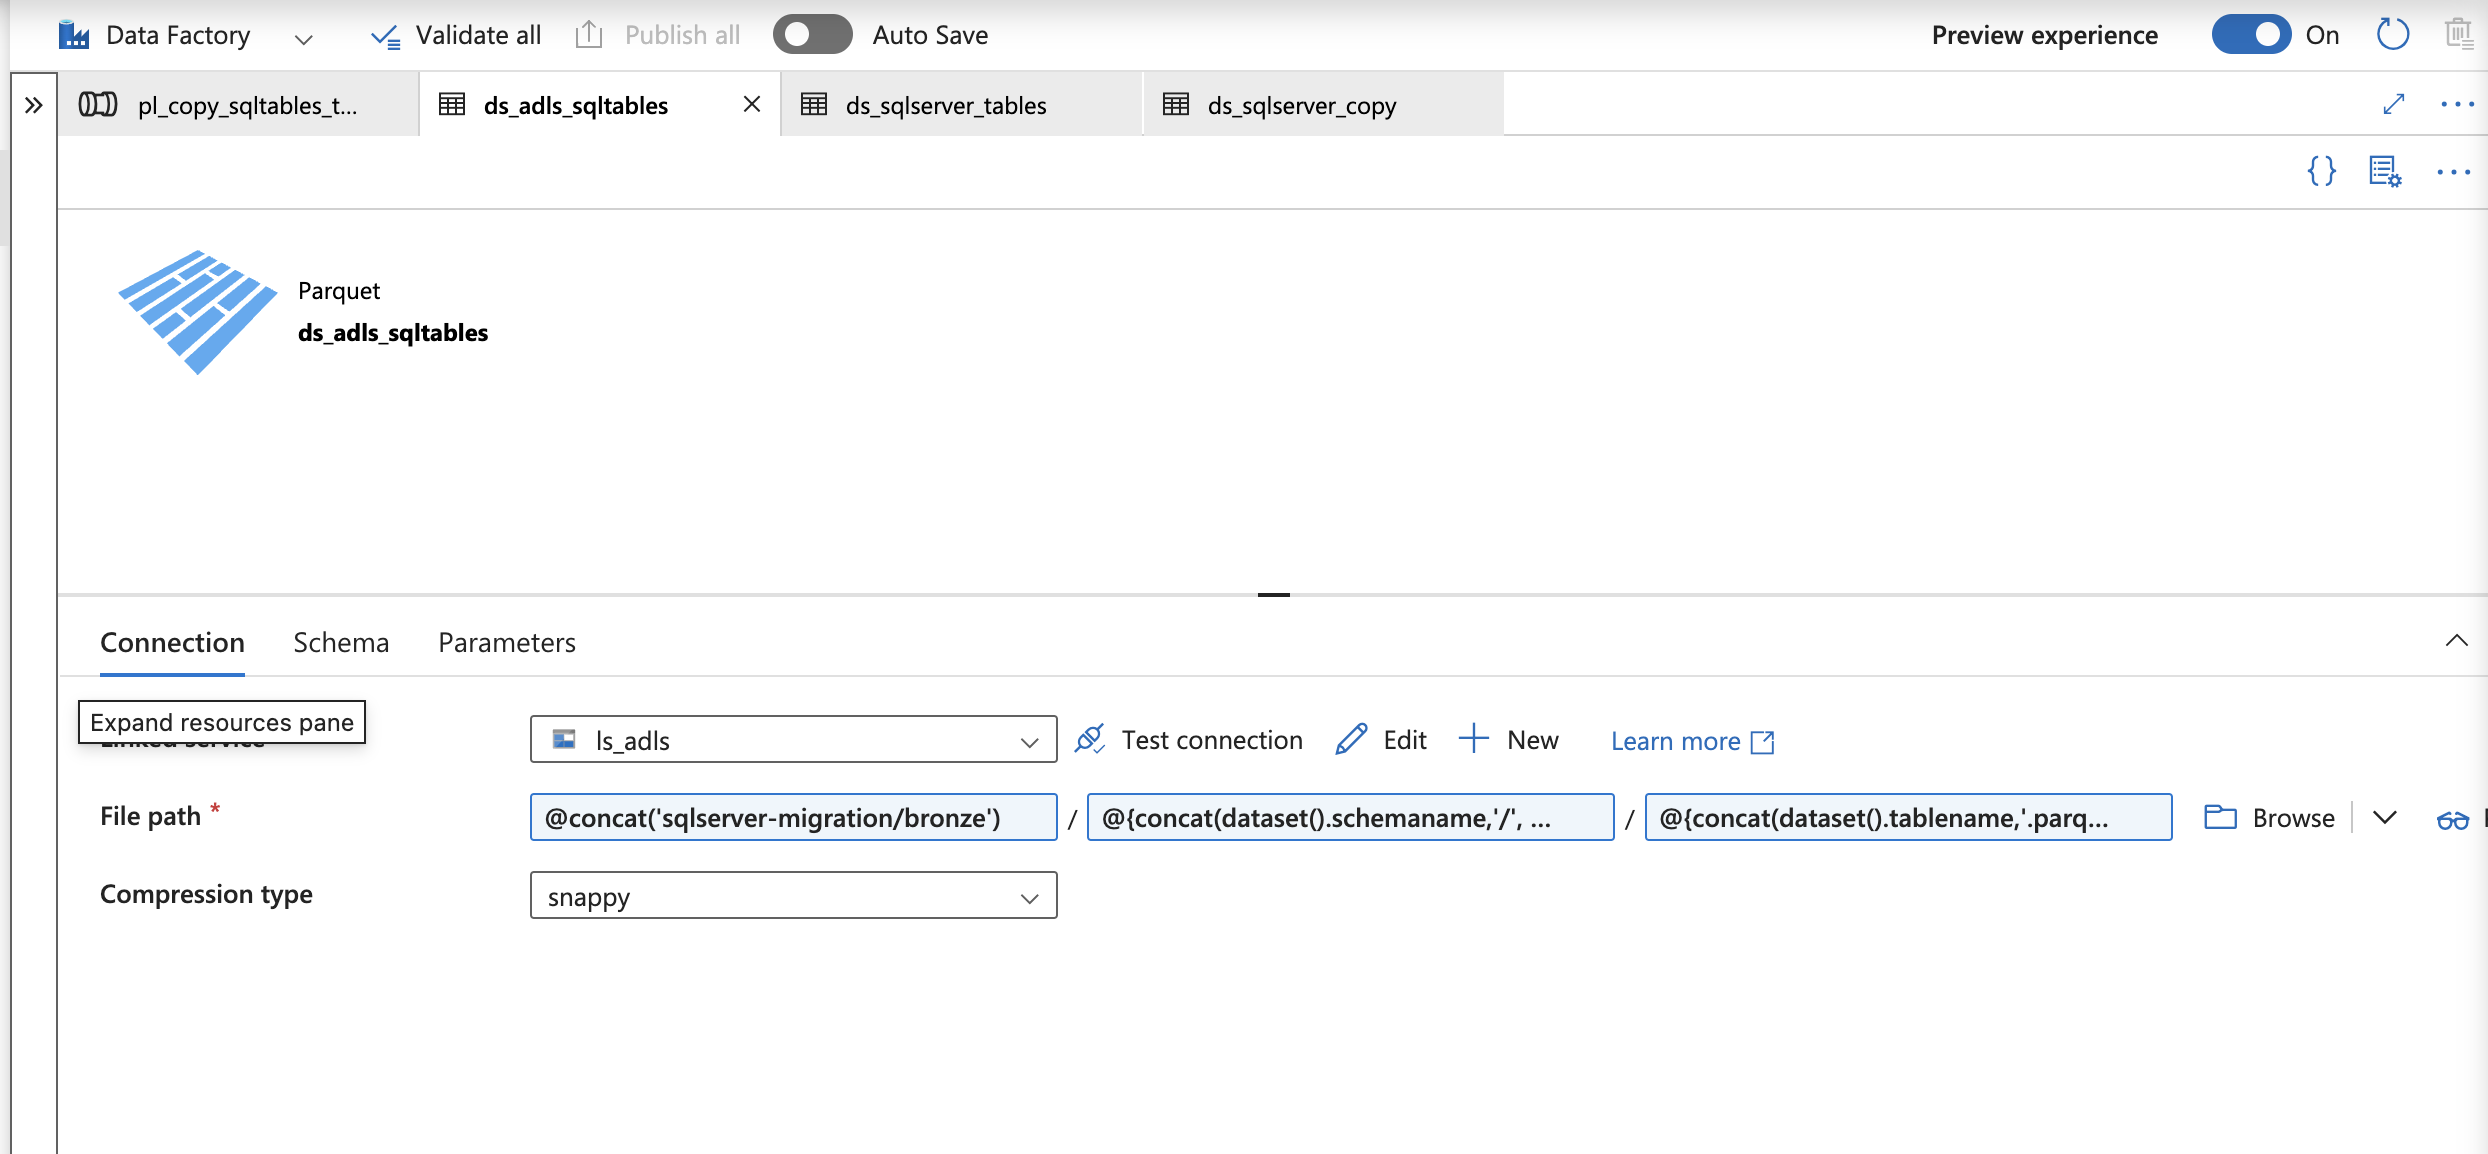 Data Factory
Validate all
Publish all
Auto Save
Preview experience
On
pl_copy_sqltables_t...
ds_adls_sqltables
ds_sqlserver_tables
ds_sqlserver_copy
Parquet
ds_adls_sqltables
Connection
Schema
Parameters
Expand resources pane
ls_adls
Test connection
Edit
New
Learn more
File path *
@concat('sqlserver-migration/bronze')
/
@{concat(dataset().schemaname,'/', ...
/
@{concat(dataset().tablename,'.parq...
Browse
Compression type
snappy